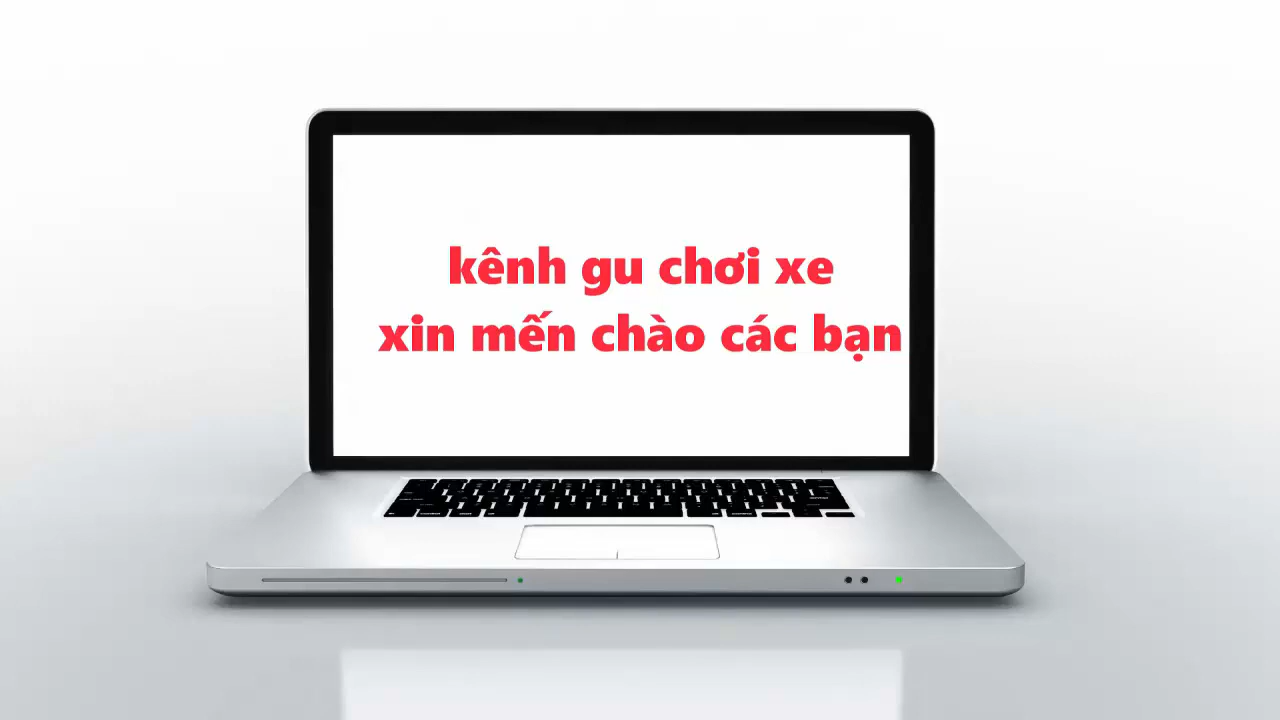 kênh gu chơi xe
xin mến chào các bạn